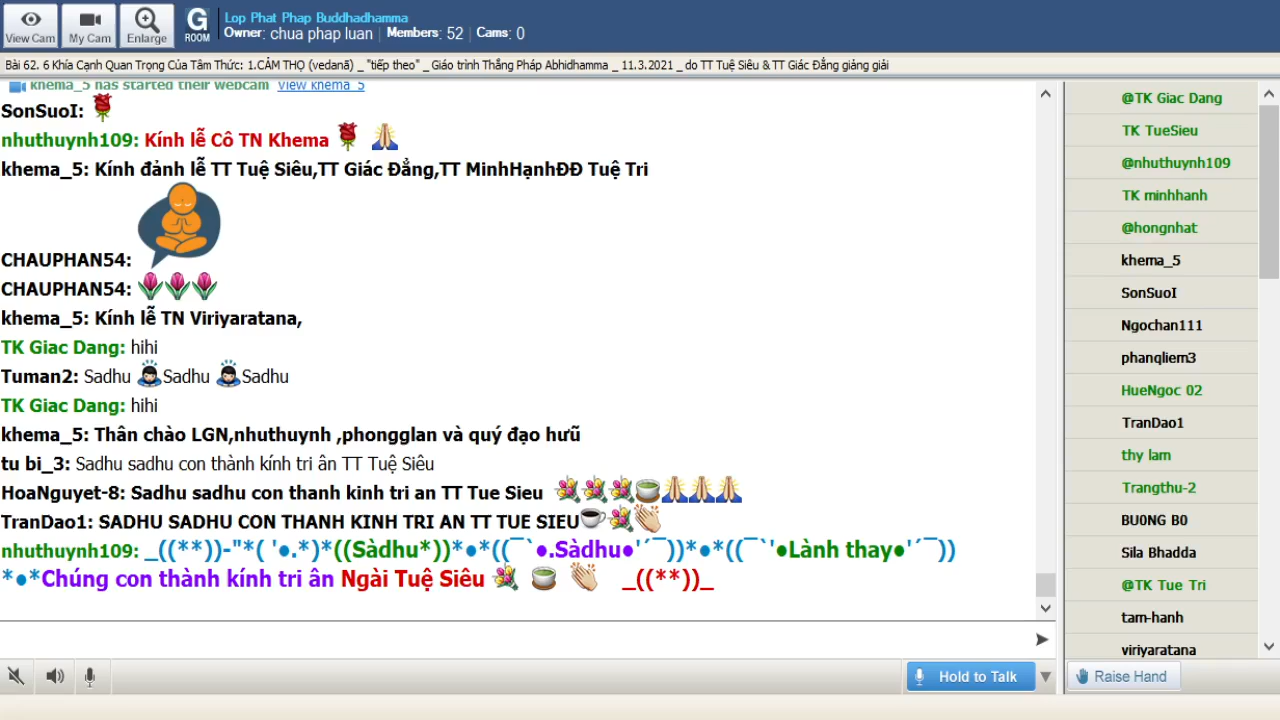 View Cam
My Cam
Enlarge
G
ROOM
Lop Phat Phap Buddhadhamma
Owner: chua phap luan | Members: 52 | Cams: 0
Bài 62. 6 Khía Cạnh Quan Trọng Của Tâm Thức: 1.CẢM THỌ (vedanā) _ "tiếp theo" _ Giáo trình Thắng Pháp Abhidhamma _ 11.3.2021 _ do TT Tuệ Siêu & TT Giác Đẳng giảng giải
khema_5 has started their webcam View khema_5
SonSuoI:
nhuthuynh109: Kính lễ Cô TN Khema
khema_5: Kính đảnh lễ TT Tuệ Siêu,TT Giác Đẳng,TT MinhHạnhĐĐ Tuệ Tri
CHAUPHAN54:
CHAUPHAN54:
khema_5: Kính lễ TN Viriyaratana,
TK Giac Dang: hihi
Tuman2: Sadhu Sadhu Sadhu
TK Giac Dang: hihi
khema_5: Thân chào LGN,nhuthuynh ,phongglan và quý đạo hưũ
tu bi_3: Sadhu sadhu con thành kính tri ân TT Tuệ Siêu
HoaNguyet-8: Sadhu sadhu con thanh kinh tri an TT Tue Sieu
TranDao1: SADHU SADHU CON THANH KINH TRI AN TT TUE SIEU
nhuthuynh109: _((**))-"*( '●.*)*((Sàdhu*))*●*((¯`●.Sàdhu●'´¯))*●*((¯`'●Lành thay●'´¯))
*●*Chúng con thành kính tri ân Ngài Tuệ Siêu _((**))_
@TK Giac Dang
TK TueSieu
@nhuthuynh109
TK minhhanh
@hongnhat
khema_5
SonSuoI
Ngochan111
phanqliem3
HueNgoc 02
TranDao1
thy lam
Trangthu-2
BU0NG B0
Sila Bhadda
@TK Tue Tri
tam-hanh
viriyaratana
Hold to Talk
Raise Hand